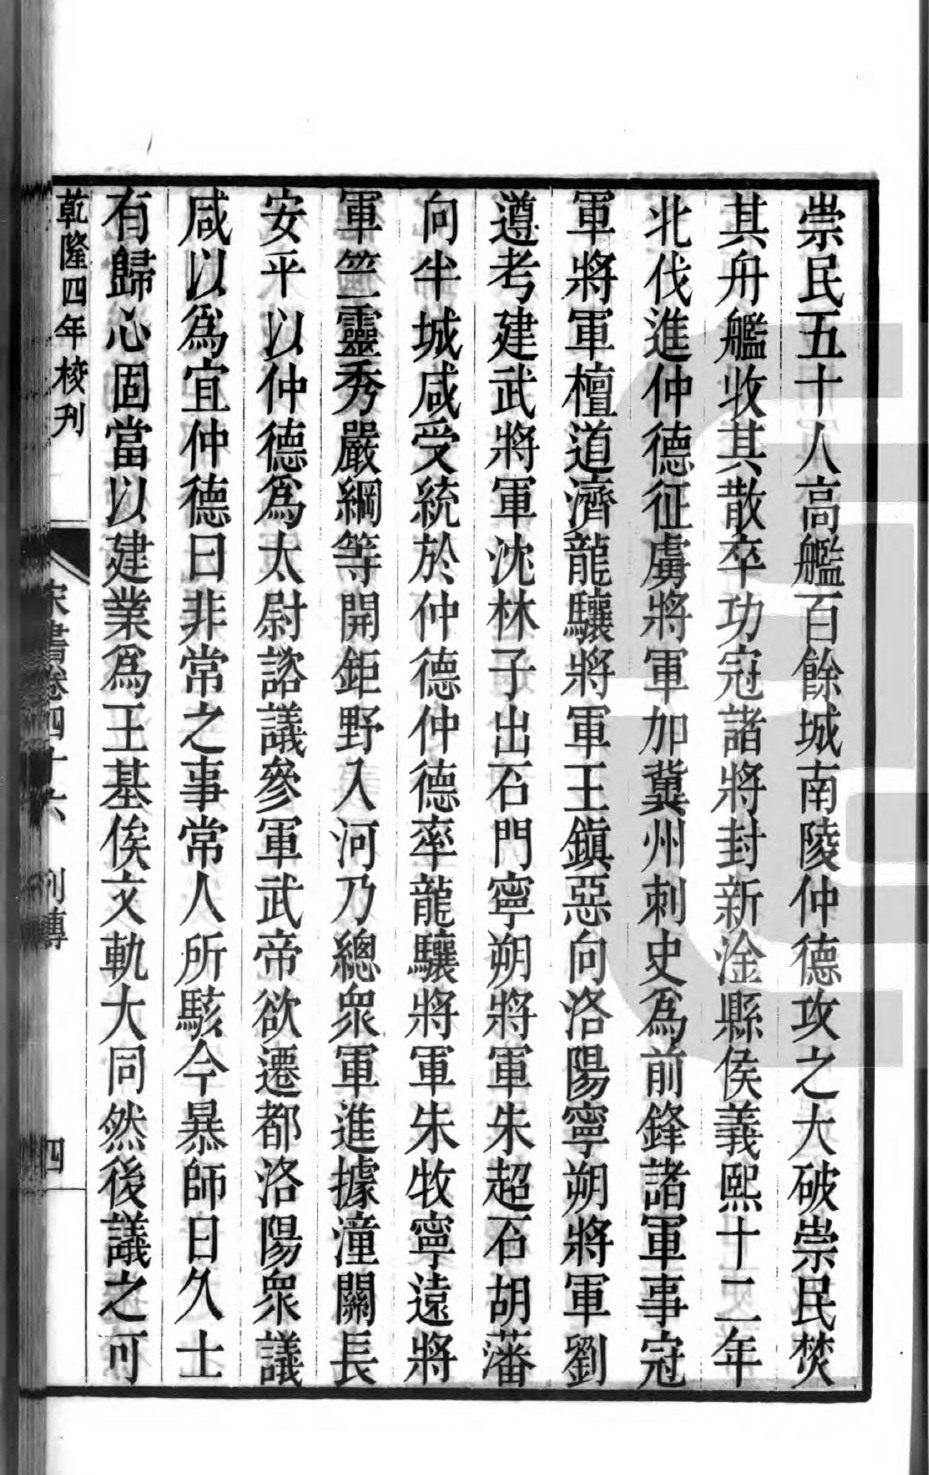 崇民五十人高艦百餘城南陵仲德攻之大破崇民焚
其舟艦收其散卒功冠諸將封新淦縣侯義熙十二年
北伐進仲德征虜將軍加冀州刺史為前鋒諸軍事冠
軍將軍檀道濟龍驤將軍王鎮惡向洛陽寧朔將軍劉
遵考建武將軍沈林子出石門寧朔將軍朱超石胡藩
向半城咸受統於仲德仲德率龍驤將軍朱牧寧遠將
軍竺靈秀嚴綱等開鉅野入河乃總眾軍進據潼關長
安平以仲德為太尉諮議參軍武帝欲遷都洛陽眾議
咸以為宜仲德曰非常之事常人所駭今暴師日久士
有歸心固當以建業為王基俟文軌大同然後議之可
乾隆四年校刊
宋書卷四十六 列傳 四